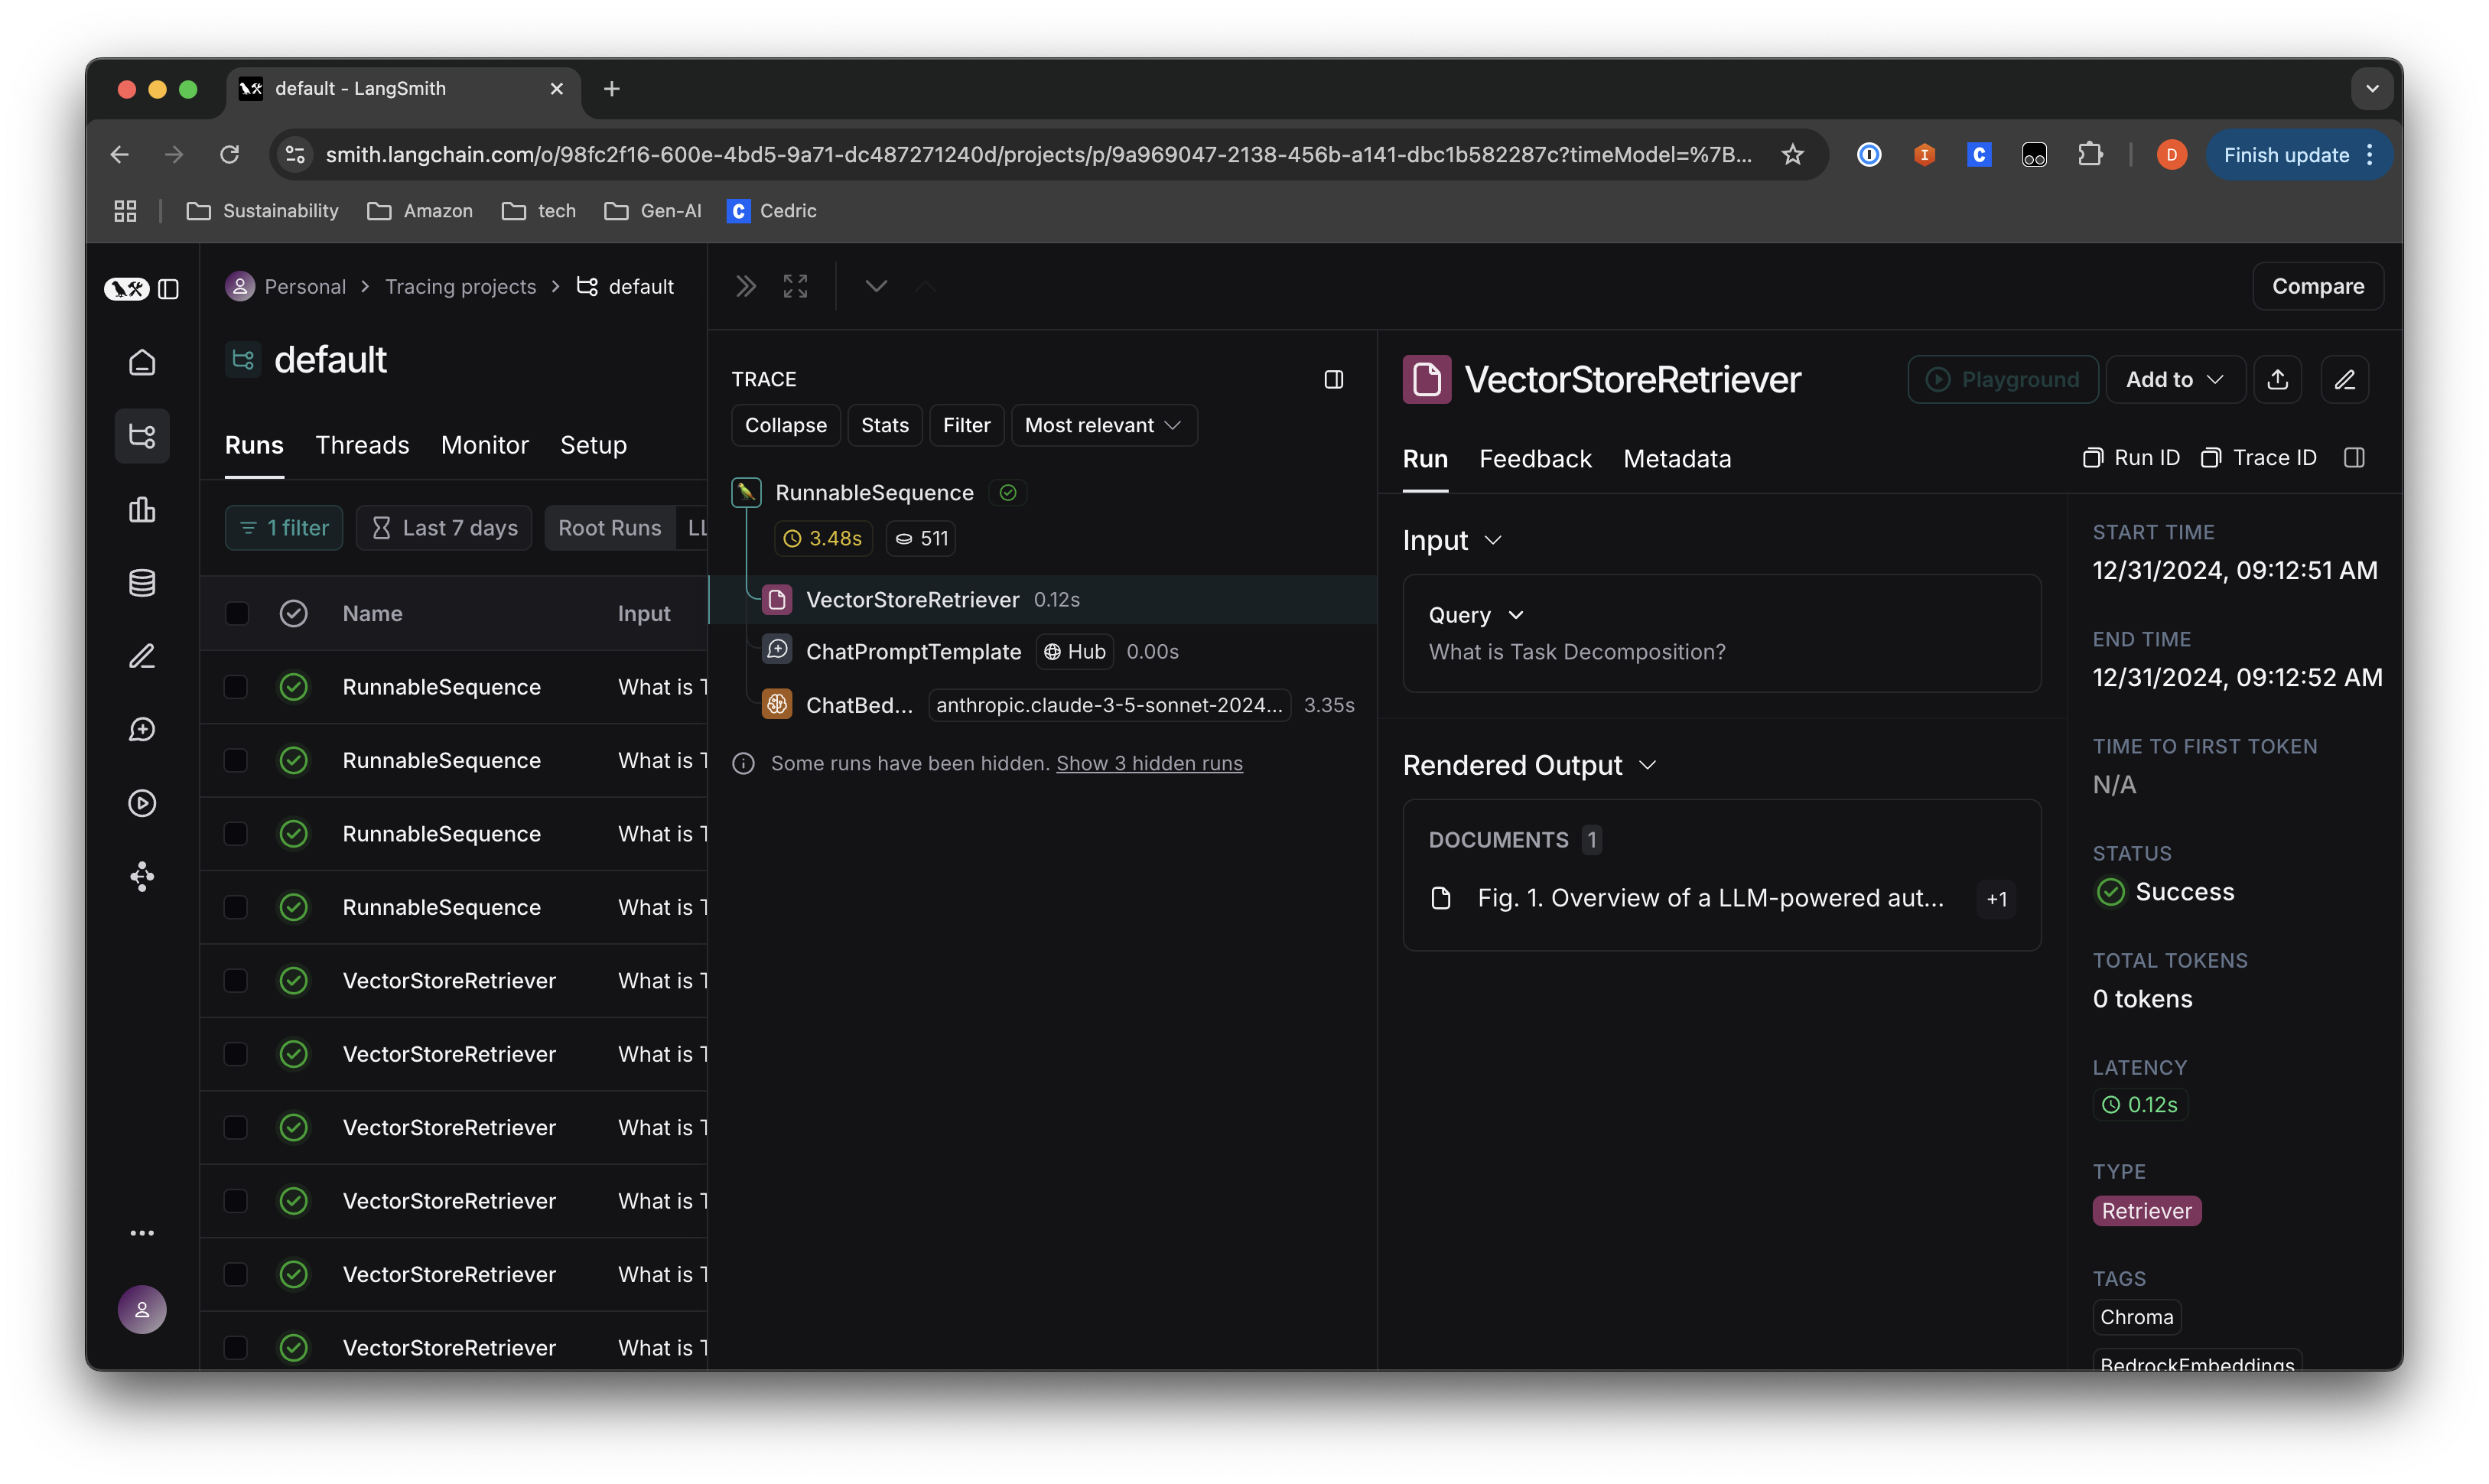 default - LangSmith
smith.langchain.com/o/98fc2f16-600e-4bd5-9a71-dc487271240d/projects/p/9a969047-2138-456b-a141-dbc1b582287c?timeModel=%7B...
D
Finish update
Sustainability
Amazon
tech
Gen-AI
C Cedric
Personal > Tracing projects > default
Compare
default
Runs
Threads
Monitor
Setup
1 filter
Last 7 days
Root Runs
LL
Name
Input
RunnableSequence What is T
RunnableSequence What is T
RunnableSequence What is T
RunnableSequence What is T
VectorStoreRetriever What is T
VectorStoreRetriever What is T
VectorStoreRetriever What is T
VectorStoreRetriever What is T
VectorStoreRetriever What is T
VectorStoreRetriever What is T
TRACE
Collapse
Stats
Filter
Most relevant
RunnableSequence
3.48s
511
VectorStoreRetriever 0.12s
ChatPromptTemplate Hub 0.00s
ChatBed... anthropic.claude-3-5-sonnet-2024... 3.35s
Some runs have been hidden. Show 3 hidden runs
VectorStoreRetriever
Playground
Add to
Run
Feedback
Metadata
Run ID
Trace ID
Input
Query
What is Task Decomposition?
Rendered Output
DOCUMENTS 1
Fig. 1. Overview of a LLM-powered aut... +1
START TIME
12/31/2024, 09:12:51 AM
END TIME
12/31/2024, 09:12:52 AM
TIME TO FIRST TOKEN
N/A
STATUS
Success
TOTAL TOKENS
0 tokens
LATENCY
0.12s
TYPE
Retriever
TAGS
Chroma
BedrockEmbeddings